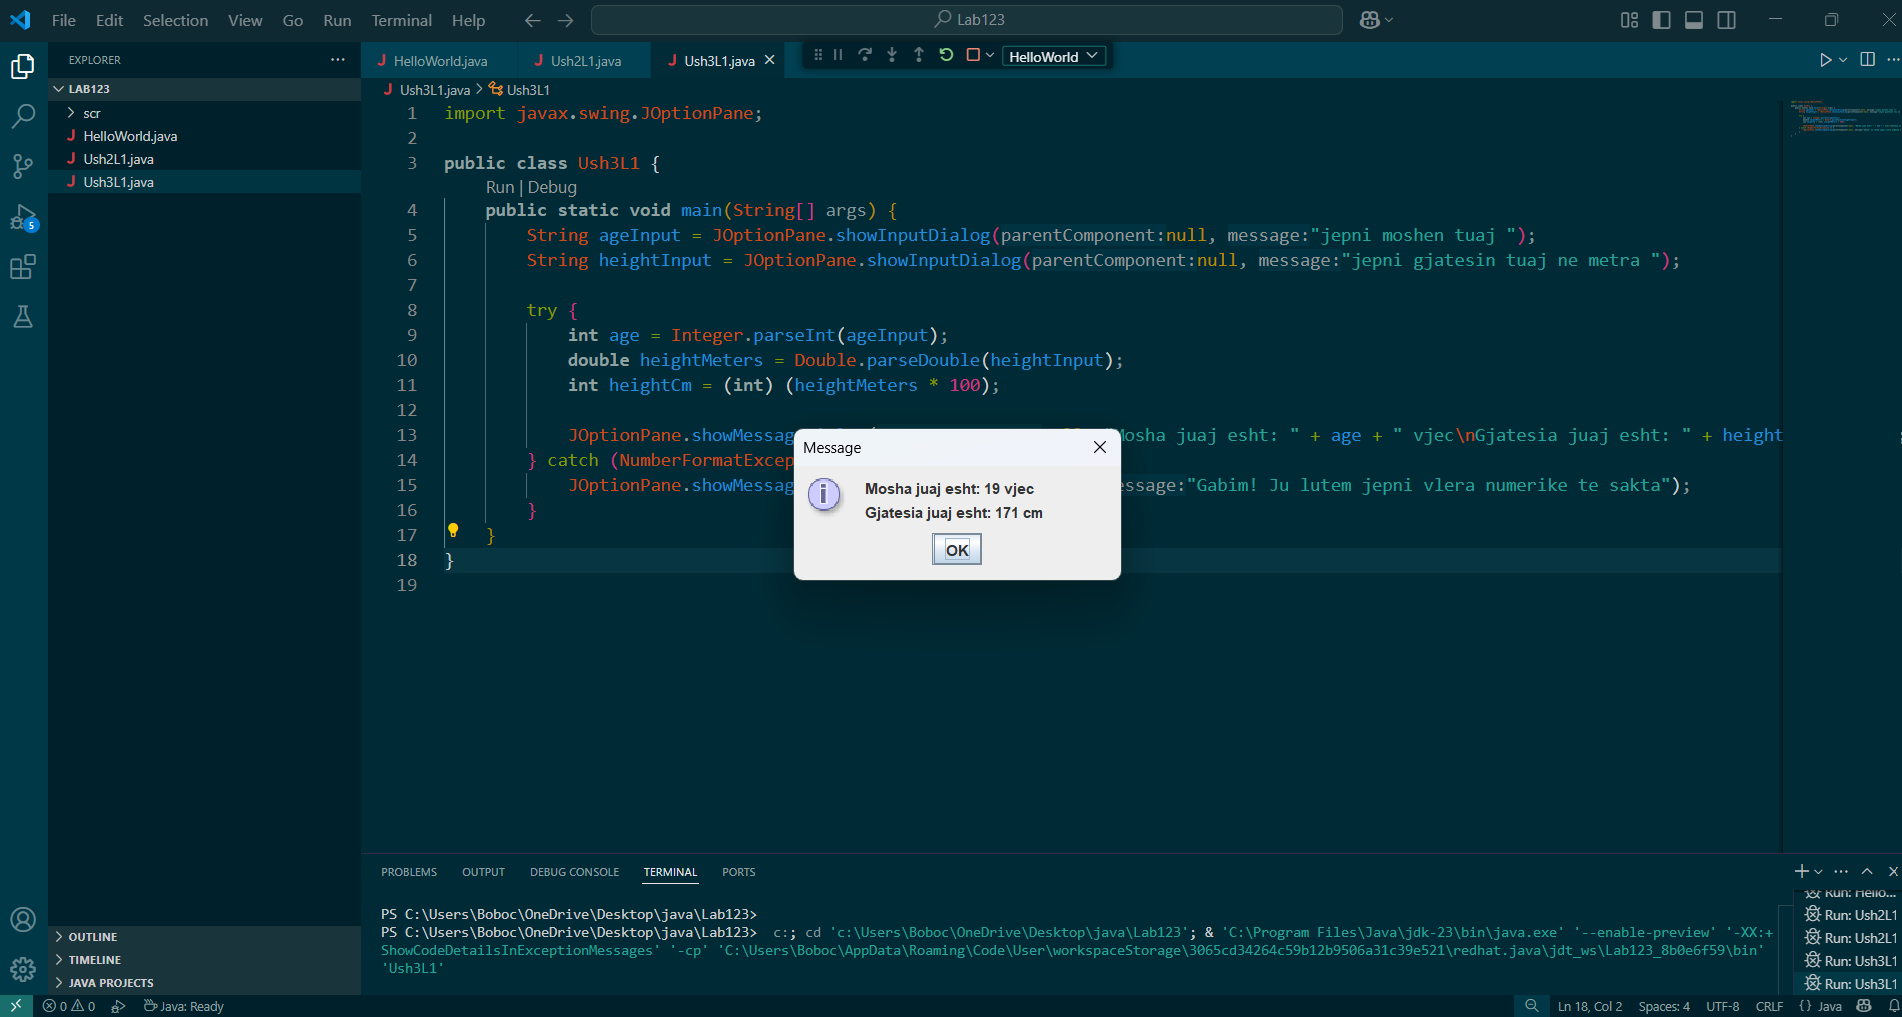 File Edit Selection View Go Run Terminal Help
Lab123
EXPLORER
HelloWorld.java
Ush2L1.java
Ush3L1.java
HelloWorld
LAB123
Ush3L1.java > Ush3L1
scr
HelloWorld.java
Ush2L1.java
Ush3L1.java
1 import javax.swing.JOptionPane;
2
3 public class Ush3L1 {
Run | Debug
4 public static void main(String[] args) {
5 String ageInput = JOptionPane.showInputDialog(parentComponent:null, message:"jepni moshen tuaj ");
6 String heightInput = JOptionPane.showInputDialog(parentComponent:null, message:"jepni gjatesin tuaj ne metra ");
7
8 try {
9 int age = Integer.parseInt(ageInput);
10 double heightMeters = Double.parseDouble(heightInput);
11 int heightCm = (int) (heightMeters * 100);
12
13 JOptionPane.showMessag Mosha juaj esht: " + age + " vjec\nGjatesia juaj esht: " + height
14 } catch (NumberFormatExcep
15 JOptionPane.showMessag essage:"Gabim! Ju lutem jepni vlera numerike te sakta");
16 }
17 }
18 }
19
Message
Mosha juaj esht: 19 vjec
Gjatesia juaj esht: 171 cm
OK
PROBLEMS OUTPUT DEBUG CONSOLE TERMINAL PORTS
PS C:\Users\Boboc\OneDrive\Desktop\java\Lab123>
PS C:\Users\Boboc\OneDrive\Desktop\java\Lab123> c:; cd 'c:\Users\Boboc\OneDrive\Desktop\java\Lab123'; & 'C:\Program Files\Java\jdk-23\bin\java.exe' '--enable-preview' '-XX:+
ShowCodeDetailsInExceptionMessages' '-cp' 'C:\Users\Boboc\AppData\Roaming\Code\User\workspaceStorage\3065cd34264c59b12b9506a31c39e521\redhat.java\jdt_ws\Lab123_8b0e6f59\bin'
'Ush3L1'
Run: Hello...
Run: Ush2L1
Run: Ush2L1
Run: Ush3L1
Run: Ush3L1
5
OUTLINE
TIMELINE
JAVA PROJECTS
0 0 Java: Ready
Ln 18, Col 2 Spaces: 4 UTF-8 CRLF {} Java